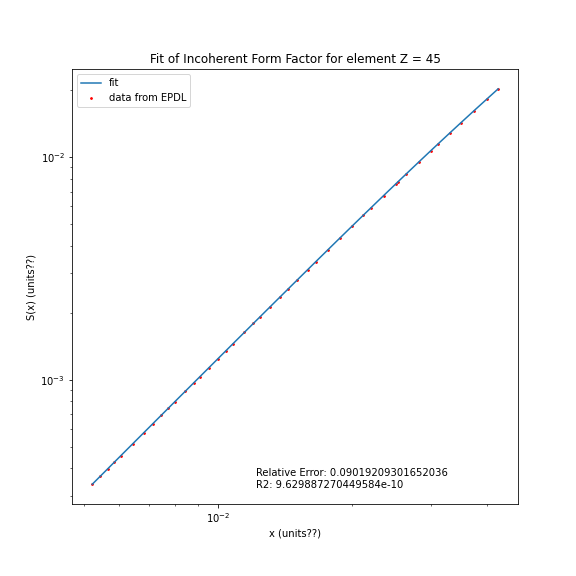 Fit of Incoherent Form Factor for element Z = 45
fit
data from EPDL
S(x) (units??)
10⁻²
10⁻³
Relative Error: 0.09019209301652036
R2: 9.629887270449584e-10
10⁻²
x (units??)